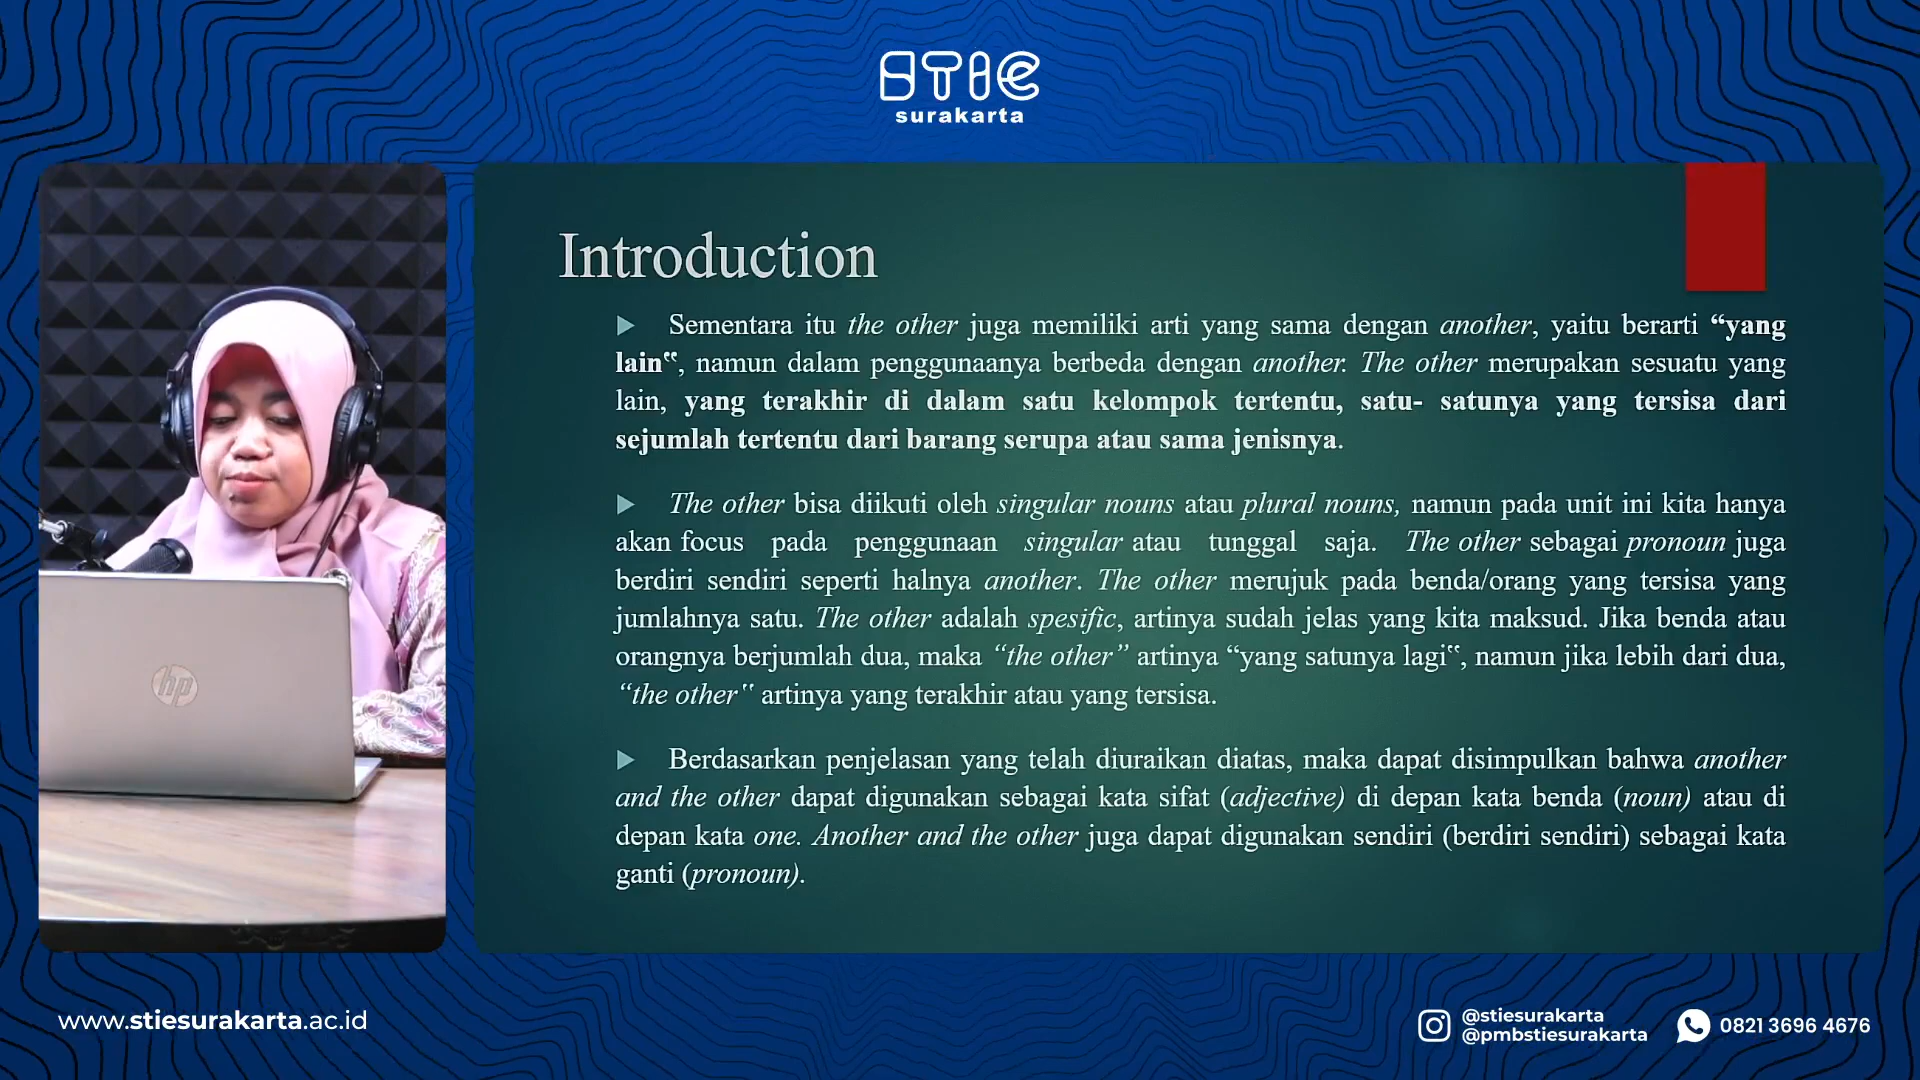 STIE
surakarta
Introduction
Sementara itu the other juga memiliki arti yang sama dengan another, yaitu berarti “yang
lain‟, namun dalam penggunaanya berbeda dengan another. The other merupakan sesuatu yang
lain, yang terakhir di dalam satu kelompok tertentu, satu- satunya yang tersisa dari
sejumlah tertentu dari barang serupa atau sama jenisnya.
The other bisa diikuti oleh singular nouns atau plural nouns, namun pada unit ini kita hanya
akan focus pada penggunaan singular atau tunggal saja. The other sebagai pronoun juga
berdiri sendiri seperti halnya another. The other merujuk pada benda/orang yang tersisa yang
jumlahnya satu. The other adalah spesific, artinya sudah jelas yang kita maksud. Jika benda atau
orangnya berjumlah dua, maka “the other” artinya “yang satunya lagi‟, namun jika lebih dari dua,
“the other‟ artinya yang terakhir atau yang tersisa.
Berdasarkan penjelasan yang telah diuraikan diatas, maka dapat disimpulkan bahwa another
and the other dapat digunakan sebagai kata sifat (adjective) di depan kata benda (noun) atau di
depan kata one. Another and the other juga dapat digunakan sendiri (berdiri sendiri) sebagai kata
ganti (pronoun).
hp
www.stiesurakarta.ac.id
@stiesurakarta
@pmbstiesurakarta
0821 3696 4676